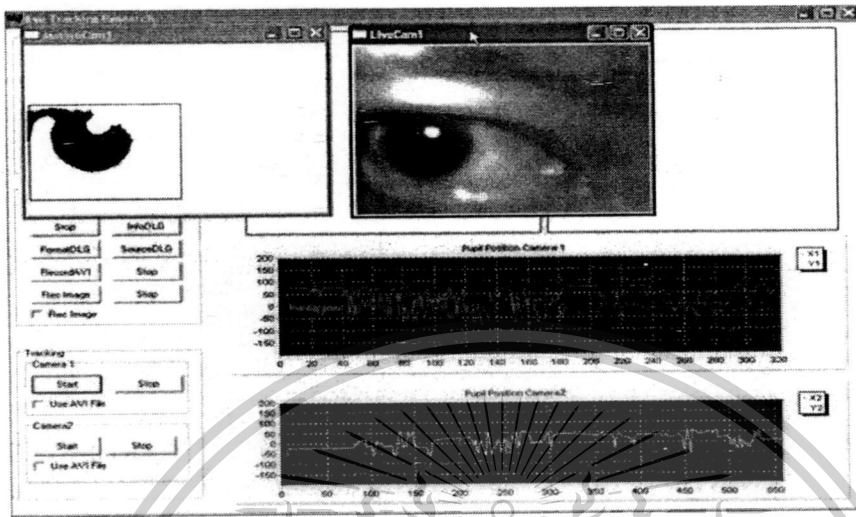 Eye Tracking Research
LiveCam1
Stop
InfoDLG
FormatDLG
SourceDLG
RecordAVI
Stop
Rec Image
Stop
Rec Image
Tracking
Camera 1
Start
Stop
Use AVI File
Camera2
Start
Stop
Use AVI File
Pupil Position Camera 1
200
150
100
50
0
-50
-100
-150
0 20 40 60 80 100 120 140 160 180 200 220 240 260 280 300 320
X1
Y1
Pupil Position Camera2
200
150
100
50
0
-50
-100
-150
0 50 100 150 200 250 300 350 400 450 500 550
X2
Y2